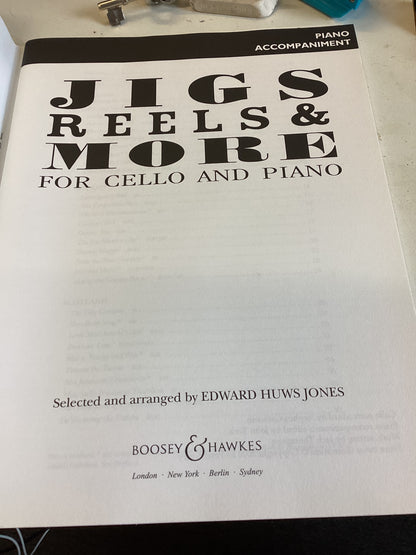 PIANO
ACCOMPANIMENT
JIGS
REELS &
MORE
FOR CELLO AND PIANO
Selected and arranged by EDWARD HUWS JONES
BOOSEY & HAWKES
London · New York · Berlin · Sydney